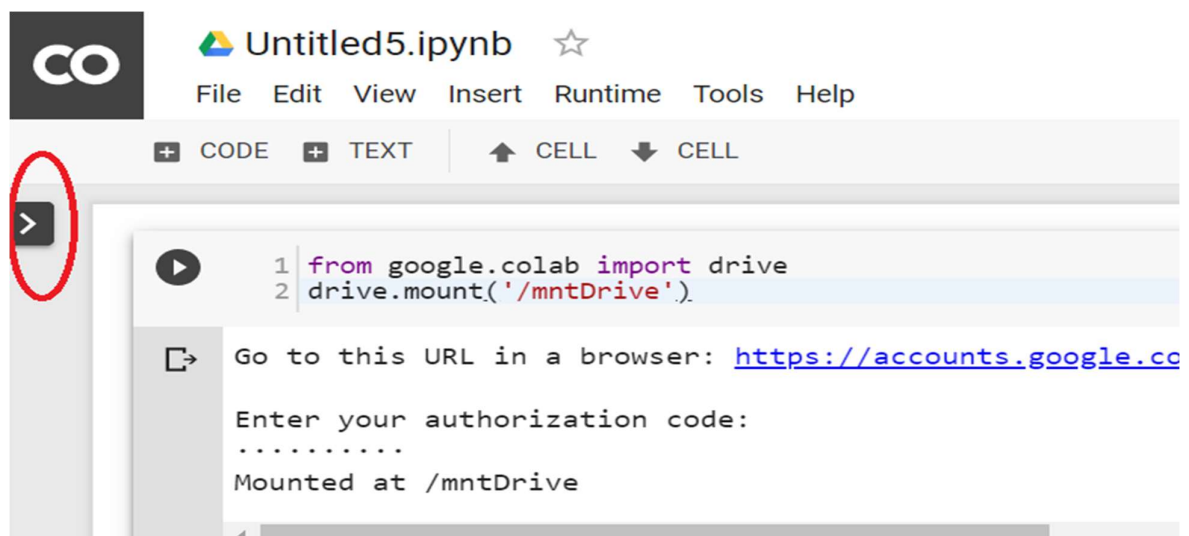 CO
Untitled5.ipynb
File Edit View Insert Runtime Tools Help
CODE TEXT CELL CELL
1 from google.colab import drive
2 drive.mount('/mntDrive')
Go to this URL in a browser: https://accounts.google.co
Enter your authorization code:
··········
Mounted at /mntDrive